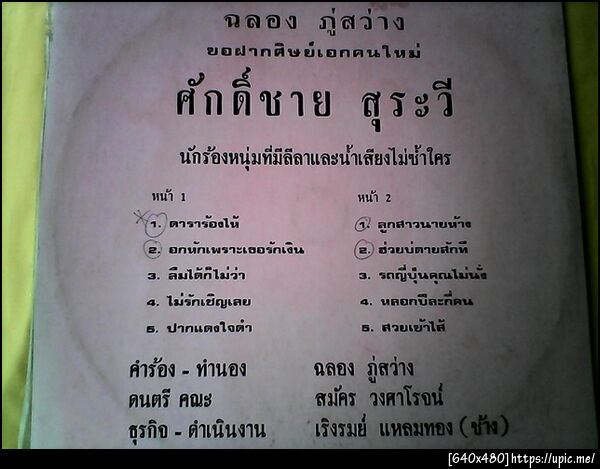 ฉลอง ภู่สว่าง
ขอฝากศิษย์เอกคนใหม่
ศักดิ์ชาย สุระวี
นักร้องหนุ่มที่มีลีลาและน้ำเสียงไม่ซ้ำใคร
หน้า 1
1. ดาราร้องไห้
2. อกหักเพราะเธอรักเงิน
3. ลืมได้ก็ไม่ว่า
4. ไม่รักเชิญเลย
5. ปากแดงใจดำ
หน้า 2
1. ลูกสาวนายห้าง
2. ฮ่วยบ่ตายสักที
3. รถญี่ปุ่นคุณไม่นั่ง
4. หลอกปีละกี่คน
5. สวยเย้าไส้
คำร้อง - ทำนอง ฉลอง ภู่สว่าง
ดนตรี คณะ สมัคร วงศาโรจน์
ธุรกิจ - ดำเนินงาน เริงรมย์ แหลมทอง (ช้าง)
[640x480]https://upic.me/